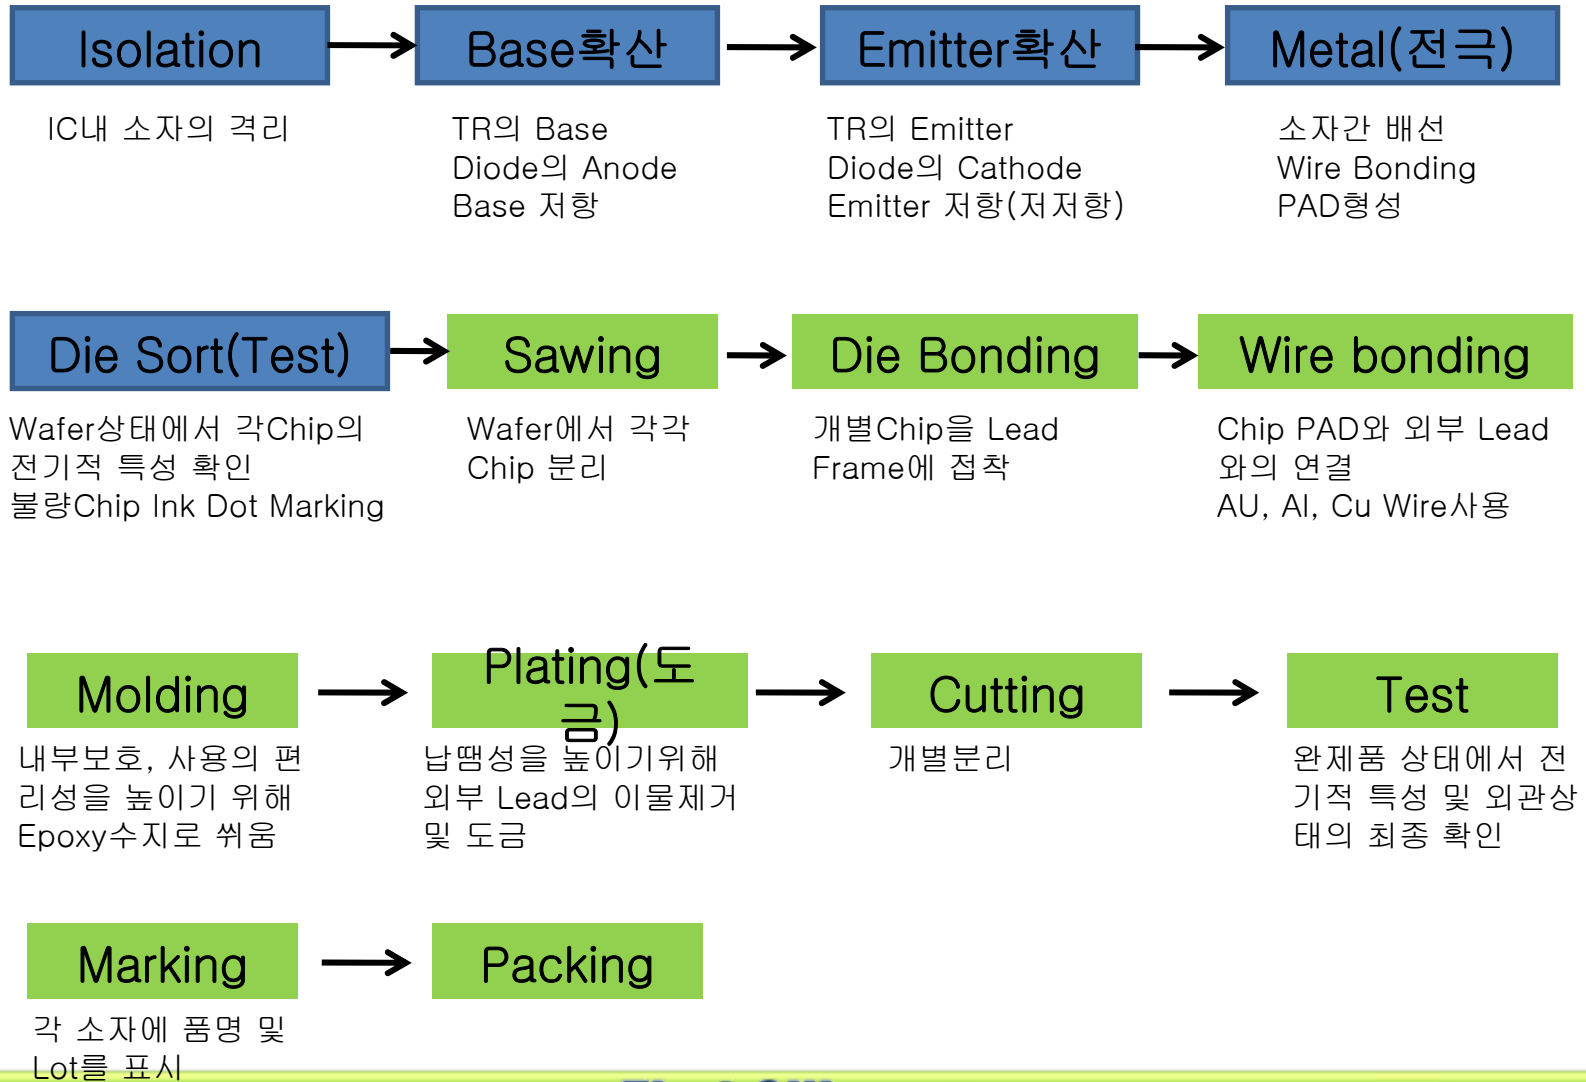 Isolation
Base확산
Emitter확산
Metal(전극)
IC내 소자의 격리
TR의 Base
Diode의 Anode
Base 저항
TR의 Emitter
Diode의 Cathode
Emitter 저항(저저항)
소자간 배선
Wire Bonding
PAD형성
Die Sort(Test)
Sawing
Die Bonding
Wire bonding
Wafer상태에서 각Chip의
전기적 특성 확인
불량Chip Ink Dot Marking
Wafer에서 각각
Chip 분리
개별Chip을 Lead
Frame에 접착
Chip PAD와 외부 Lead
와의 연결
AU, Al, Cu Wire사용
Molding
Plating(도
금)
Cutting
Test
내부보호, 사용의 편
리성을 높이기 위해
Epoxy수지로 쒸움
납땜성을 높이기위해
외부 Lead의 이물제거
및 도금
개별분리
완제품 상태에서 전
기적 특성 및 외관상
태의 최종 확인
Marking
Packing
각 소자에 품명 및
Lot를 표시